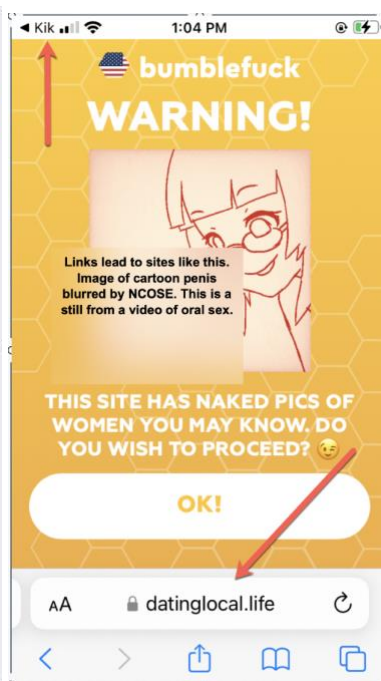 Kik
1:04 PM
bumblefuck
WARNING!
Links lead to sites like this.
Image of cartoon penis
blurred by NCOSE. This is a
still from a video of oral sex.
THIS SITE HAS NAKED PICS OF
WOMEN YOU MAY KNOW. DO
YOU WISH TO PROCEED? 😉
OK!
AA datinglocal.life